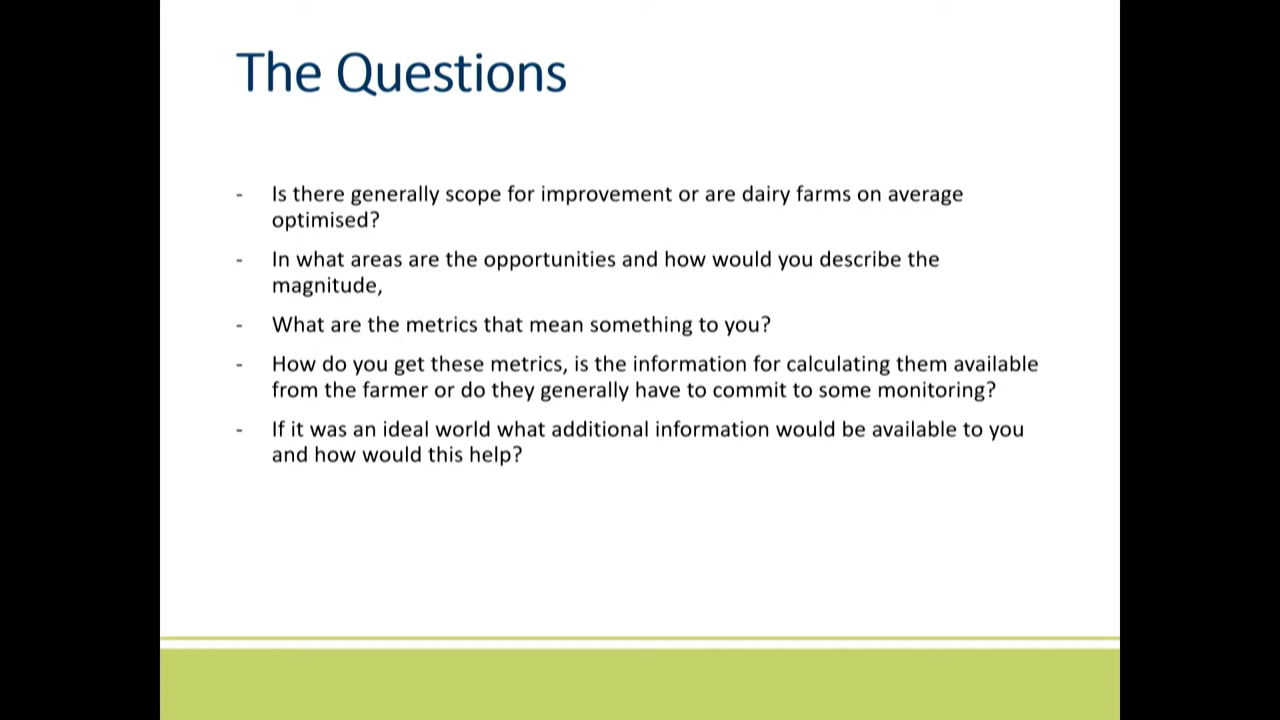 The Questions
- Is there generally scope for improvement or are dairy farms on average
optimised?
- In what areas are the opportunities and how would you describe the
magnitude,
- What are the metrics that mean something to you?
- How do you get these metrics, is the information for calculating them available
from the farmer or do they generally have to commit to some monitoring?
- If it was an ideal world what additional information would be available to you
and how would this help?